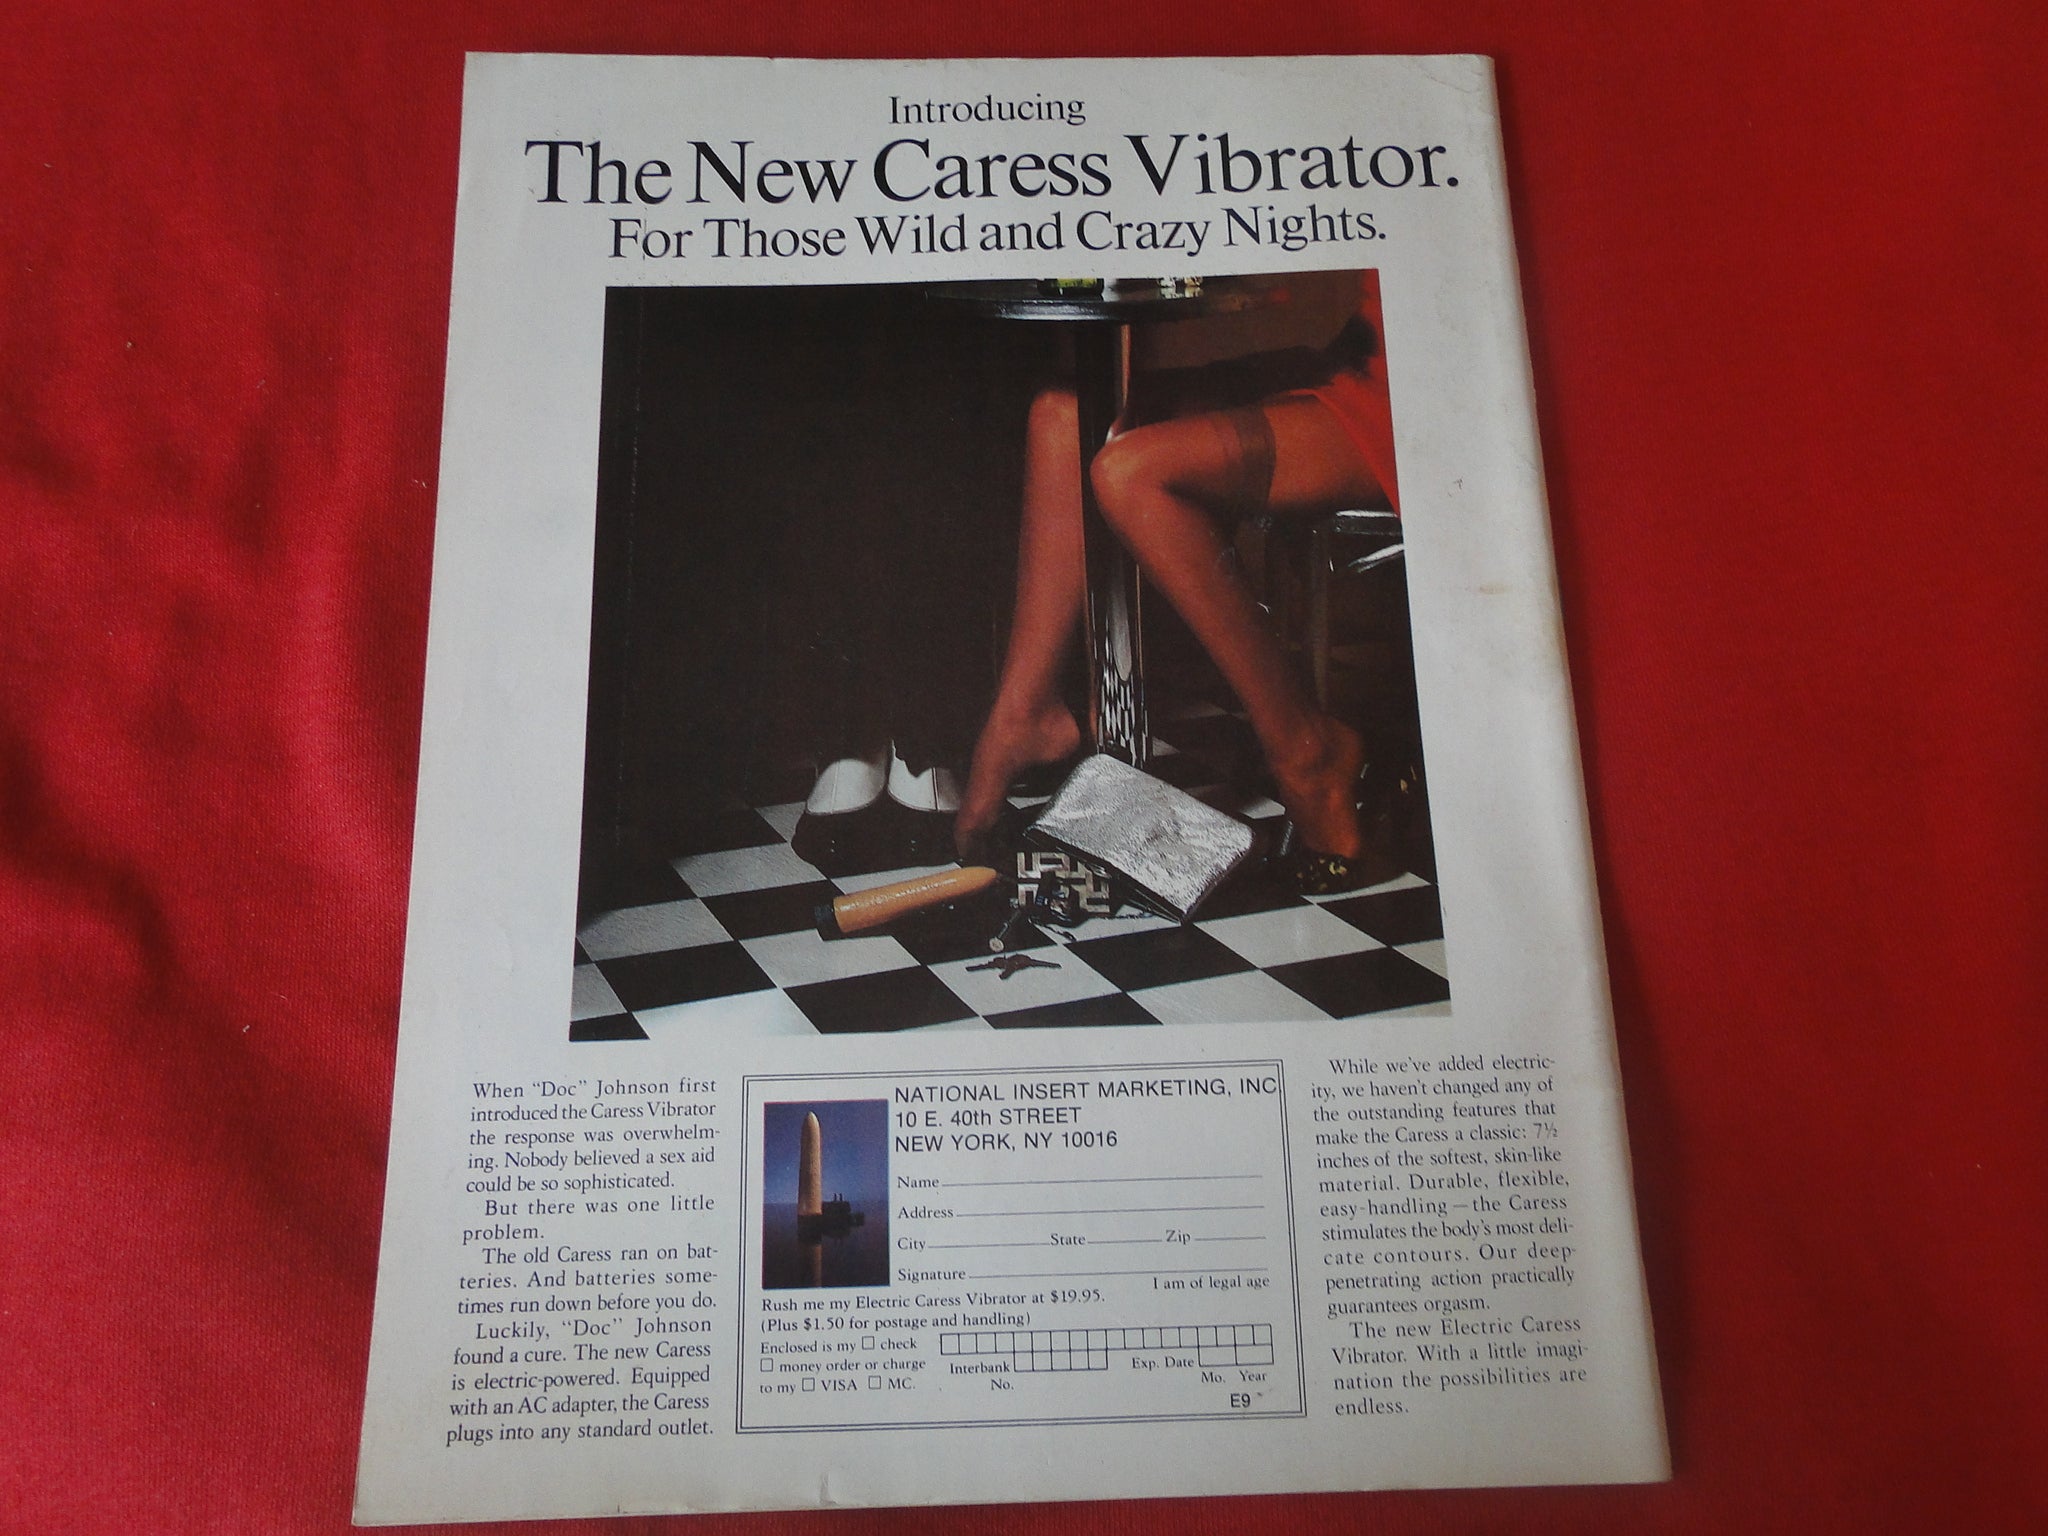 Introducing
The New Caress Vibrator.
For Those Wild and Crazy Nights.
When "Doc" Johnson first
introduced the Caress Vibrator
the response was overwhelm-
ing. Nobody believed a sex aid
could be so sophisticated.
But there was one little
problem.
The old Caress ran on bat-
teries. And batteries some-
times run down before you do.
Luckily, "Doc" Johnson
found a cure. The new Caress
is electric-powered. Equipped
with an AC adapter, the Caress
plugs into any standard outlet.
NATIONAL INSERT MARKETING, INC
10 E. 40th STREET
NEW YORK, NY 10016
Name
Address
City State Zip
Signature
I am of legal age
Rush me my Electric Caress Vibrator at $19.95.
(Plus $1.50 for postage and handling)
Enclosed is my ☐ check
☐ money order or charge
to my ☐ VISA ☐ MC.
Interbank
No.
Exp. Date
Mo. Year
E9
While we've added electric-
ity, we haven't changed any of
the outstanding features that
make the Caress a classic: 7½
inches of the softest, skin-like
material. Durable, flexible,
easy-handling — the Caress
stimulates the body's most deli-
cate contours. Our deep-
penetrating action practically
guarantees orgasm.
The new Electric Caress
Vibrator. With a little imagi-
nation the possibilities are
endless.